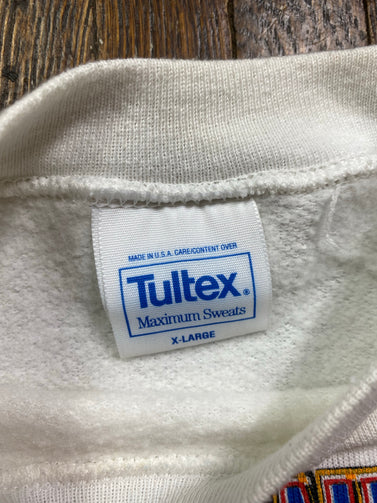 MADE IN U.S.A. CARE/CONTENT OVER
Tultex®
Maximum Sweats
X-LARGE